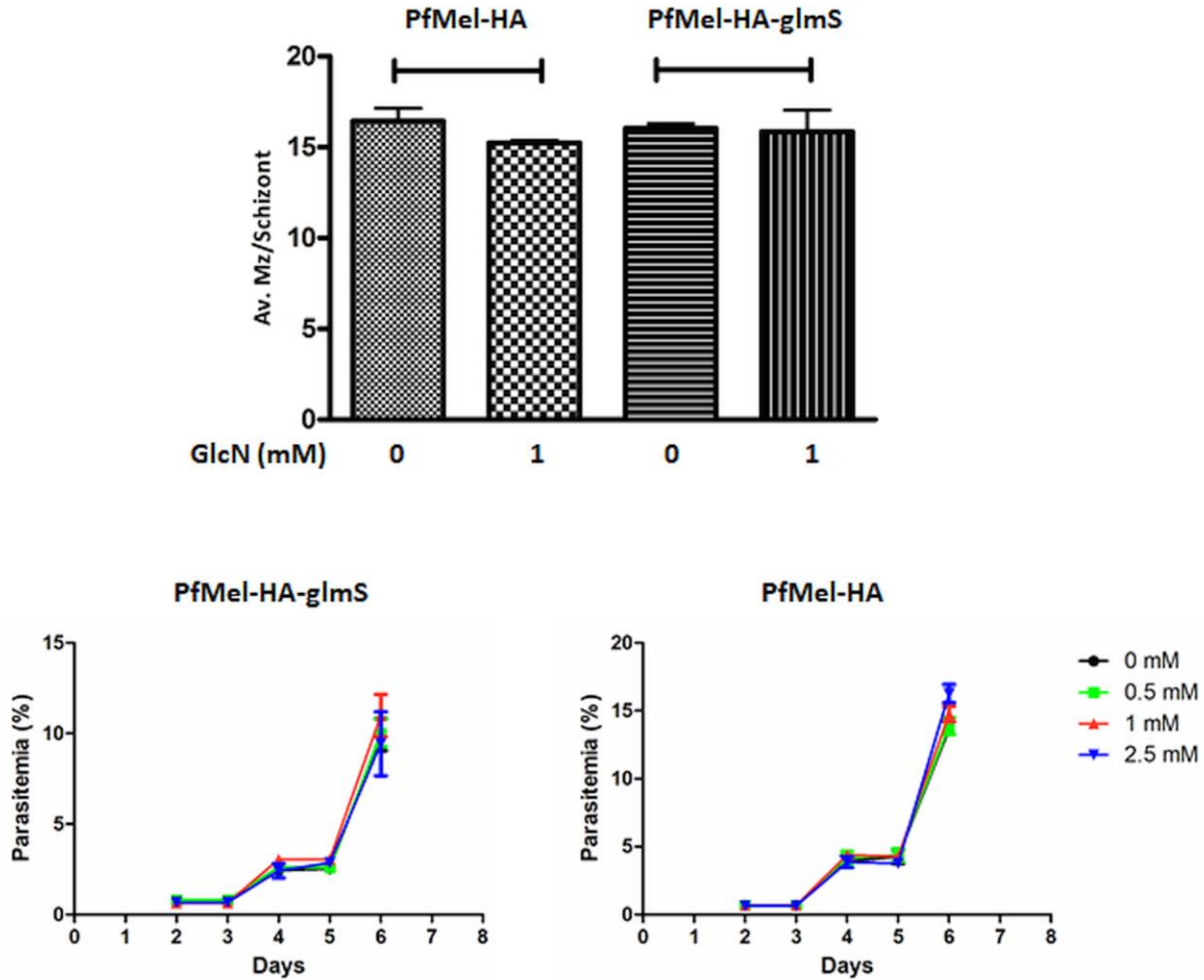 PfMel-HA PfMel-HA-glmS
20
15
10
5
0
Av. Mz/Schizont
GlcN (mM) 0 1 0 1
PfMel-HA-glmS
15
10
5
0
Parasitemia (%)
0 1 2 3 4 5 6 7 8
Days
PfMel-HA
20
15
10
5
0
Parasitemia (%)
0 1 2 3 4 5 6 7 8
Days
0 mM
0.5 mM
1 mM
2.5 mM